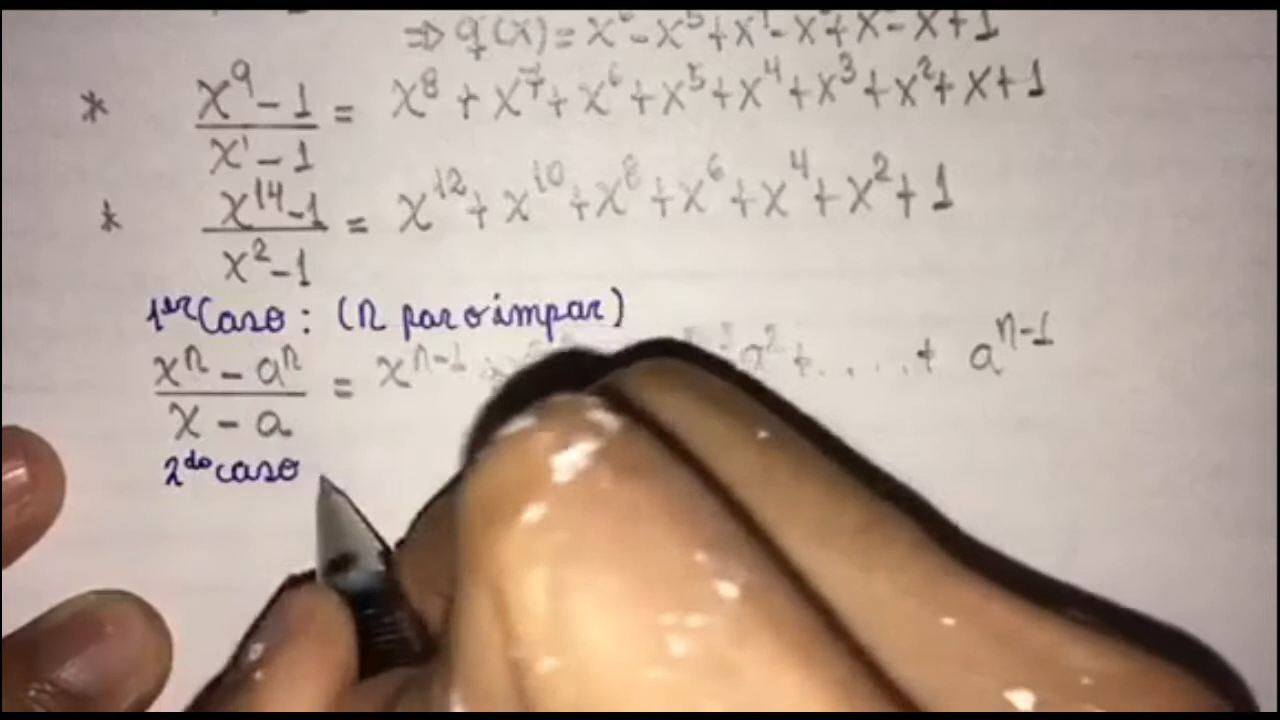 ⇒ q(x) = x⁶ - x⁵ + x⁴ - x³ + x² - x + 1
* (x⁹ - 1)/(x¹ - 1) = x⁸ + x⁷ + x⁶ + x⁵ + x⁴ + x³ + x² + x + 1
* (x¹⁴ - 1)/(x² - 1) = x¹² + x¹⁰ + x⁸ + x⁶ + x⁴ + x² + 1
1er Caso: (n par o impar)
(xⁿ - aⁿ)/(x - a) = xⁿ⁻¹ a² + .... + aⁿ⁻¹
2do caso